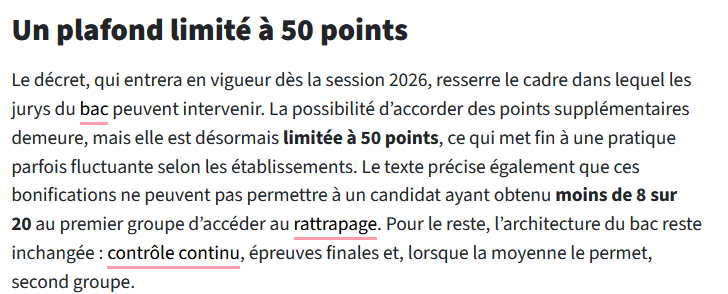 Un plafond limité à 50 points
Le décret, qui entrera en vigueur dès la session 2026, resserre le cadre dans lequel les
jurys du bac peuvent intervenir. La possibilité d’accorder des points supplémentaires
demeure, mais elle est désormais limitée à 50 points, ce qui met fin à une pratique
parfois fluctuante selon les établissements. Le texte précise également que ces
bonifications ne peuvent pas permettre à un candidat ayant obtenu moins de 8 sur
20 au premier groupe d’accéder au rattrapage. Pour le reste, l’architecture du bac reste
inchangée : contrôle continu, épreuves finales et, lorsque la moyenne le permet,
second groupe.